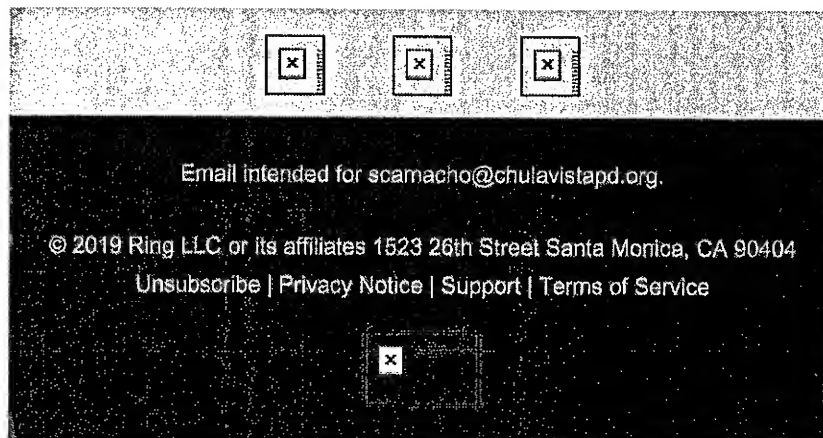 Email intended for scamacho@chulavistapd.org.
© 2019 Ring LLC or its affiliates 1523 26th Street Santa Monica, CA 90404
Unsubscribe | Privacy Notice | Support | Terms of Service